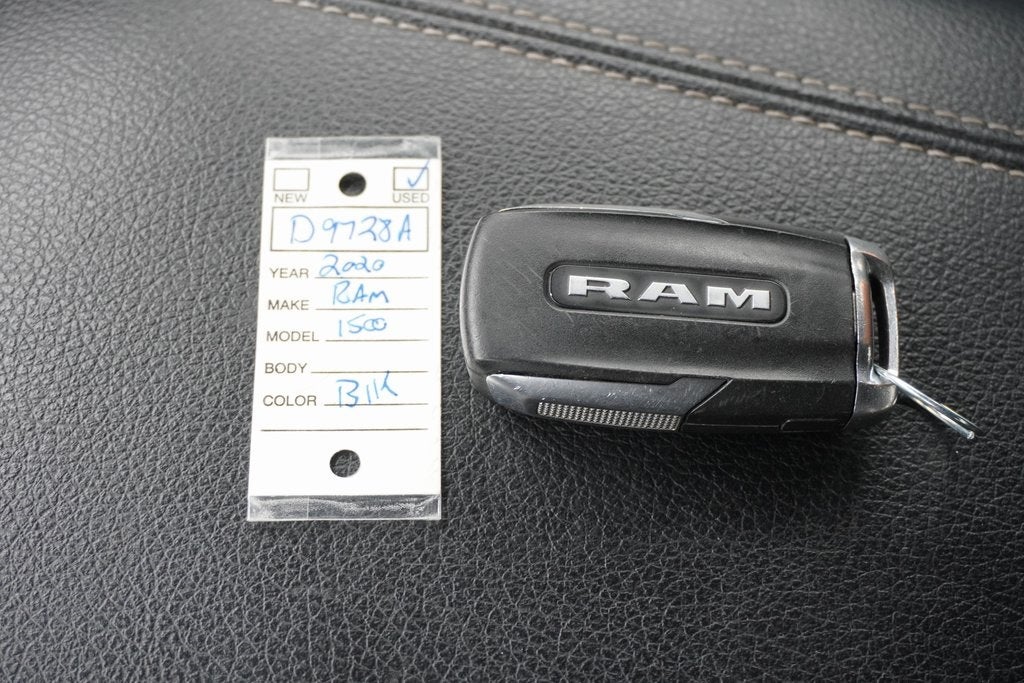 NEW USED
D9728A
YEAR 2020
MAKE RAM
MODEL 1500
BODY
COLOR Blk
RAM